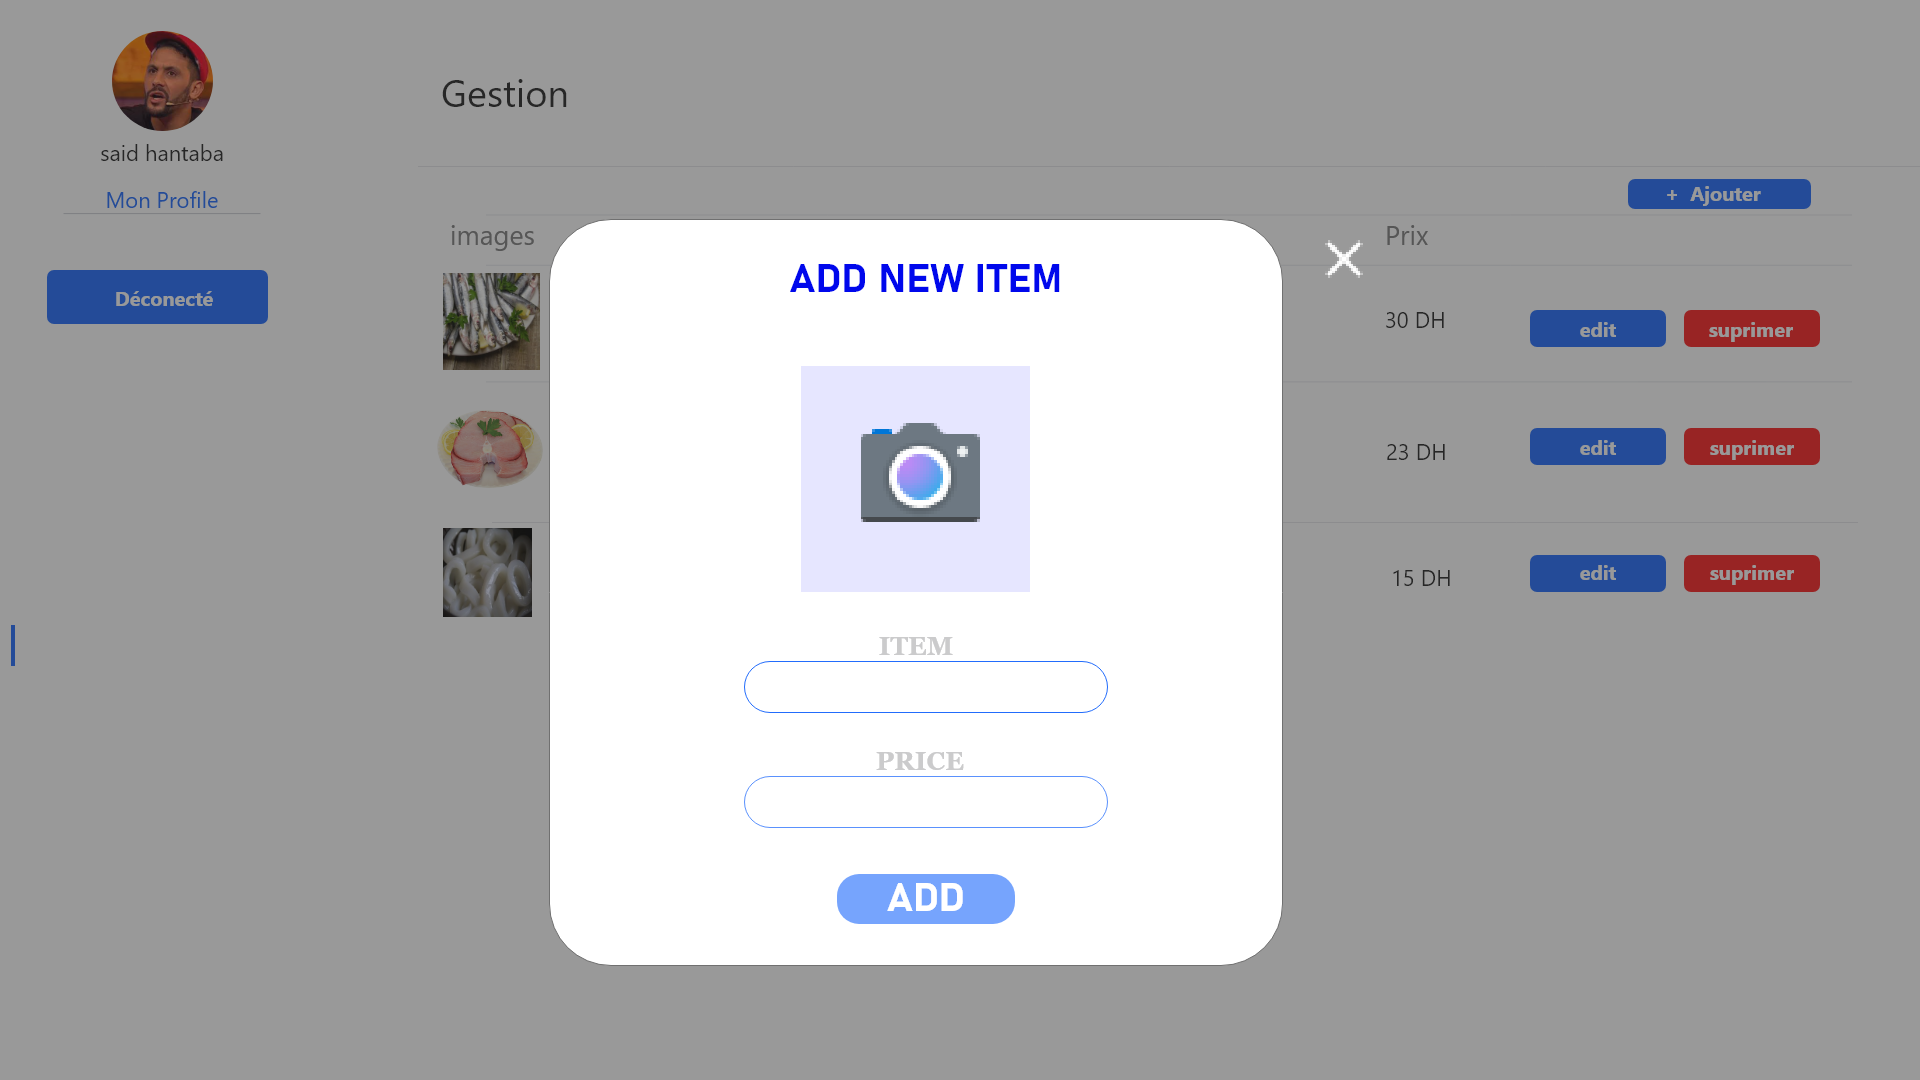 said hantaba
Mon Profile
Déconecté
Gestion
+ Ajouter
images
Prix
30 DH
edit
suprimer
23 DH
edit
suprimer
15 DH
edit
suprimer
ADD NEW ITEM
ITEM
PRICE
ADD